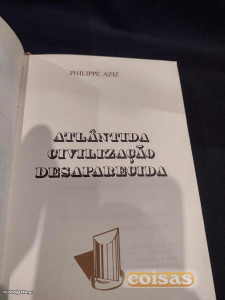 PHILIPPE AZIZ
ATLÂNTIDA
CIVILIZAÇÃO
DESAPARECIDA
coisas